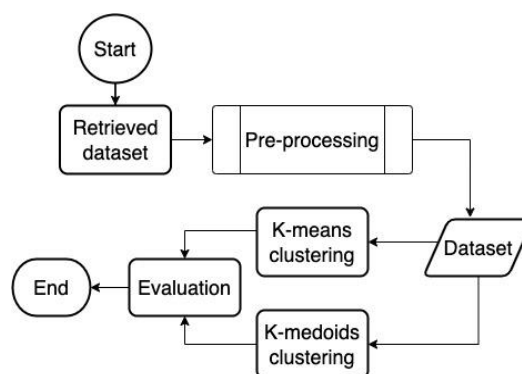 Start
Retrieved
dataset
Pre-processing
K-means
clustering
Dataset
End
Evaluation
K-medoids
clustering